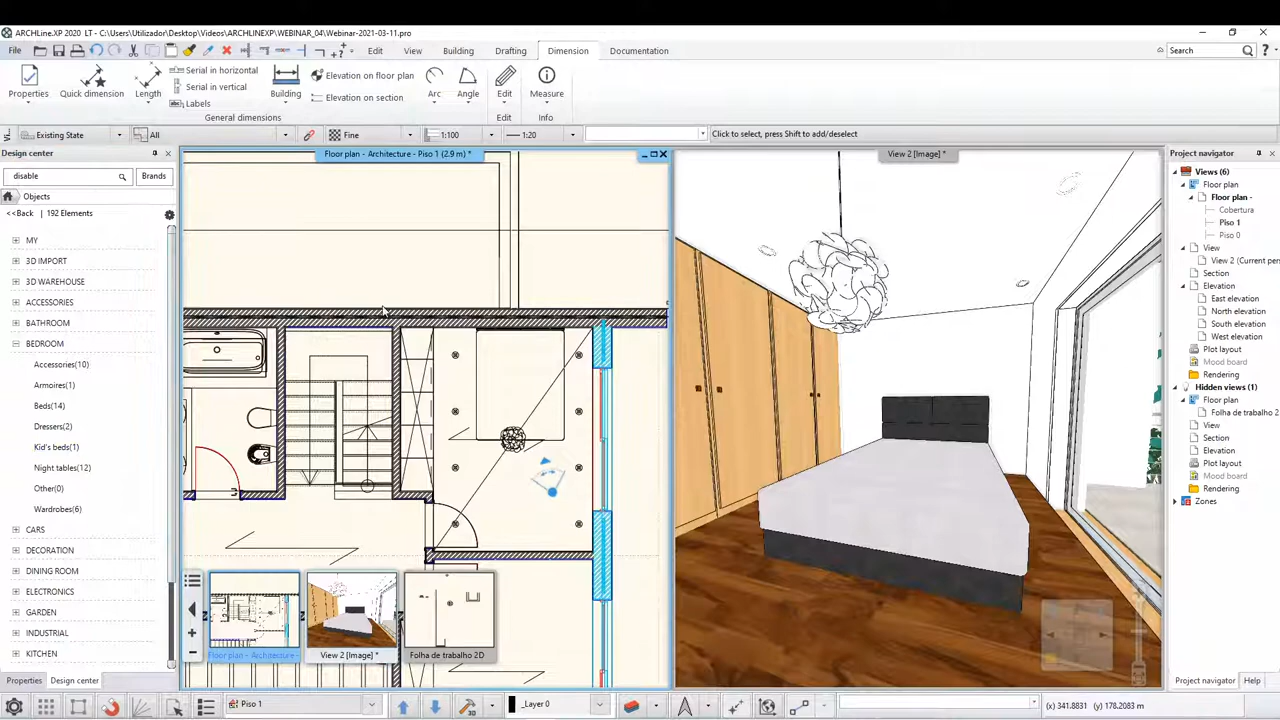 ARCHLine.XP 2020 LT - C:\Users\Utilizador\Desktop\Videos\ARCHLINEXP\WEBINAR_04\Webinar-2021-03-11.pro
File
Edit
View
Building
Drafting
Dimension
Documentation
Search
Properties
Quick dimension
Length
Serial in horizontal
Serial in vertical
Labels
Building
Elevation on floor plan
Elevation on section
Arc
Angle
Edit
Measure
General dimensions
Edit
Info
Existing State
All
Fine
1:100
1:20
Click to select, press Shift to add/deselect
Design center
disable
Brands
Objects
<<Back | 192 Elements
MY
3D IMPORT
3D WAREHOUSE
ACCESSORIES
BATHROOM
BEDROOM
Accessories(10)
Armoires(1)
Beds(14)
Dressers(2)
Kid's beds(1)
Night tables(12)
Other(0)
Wardrobes(6)
CARS
DECORATION
DINING ROOM
ELECTRONICS
GARDEN
INDUSTRIAL
KITCHEN
Properties
Design center
Floor plan - Architecture - Piso 1 (2.9 m) *
View 2 [Image] *
Floor plan - Architecture -
View 2 [Image] *
Folha de trabalho 2D
Project navigator
Views (6)
Floor plan
Floor plan -
Cobertura
Piso 1
Piso 0
View
View 2 (Current per
Section
Elevation
East elevation
North elevation
South elevation
West elevation
Plot layout
Mood board
Rendering
Hidden views (1)
Floor plan
Folha de trabalho 2
View
Section
Elevation
Plot layout
Mood board
Rendering
Zones
Project navigator
Help
Piso 1
_Layer 0
(x) 341.8831
(y) 178.2083 m